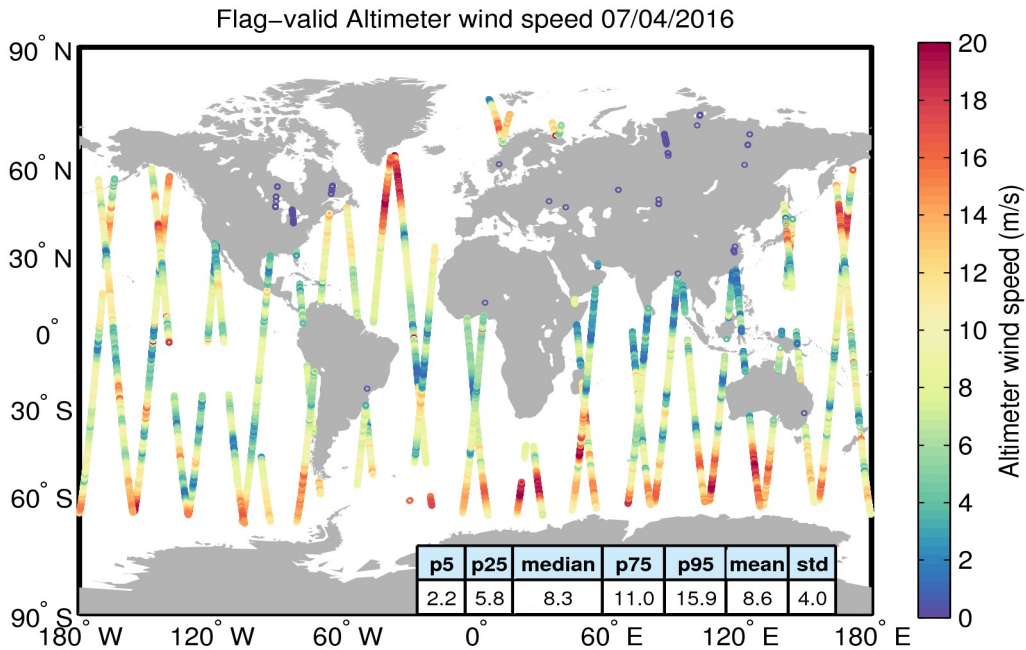 Flag−valid Altimeter wind speed 07/04/2016
90° N
60° N
30° N
0°
30° S
60° S
90° S
180° W
120° W
60° W
0°
60° E
120° E
180° E
p5 p25 median p75 p95 mean std
2.2 5.8 8.3 11.0 15.9 8.6 4.0
20
18
16
14
12
10
8
6
4
2
0
Altimeter wind speed (m/s)